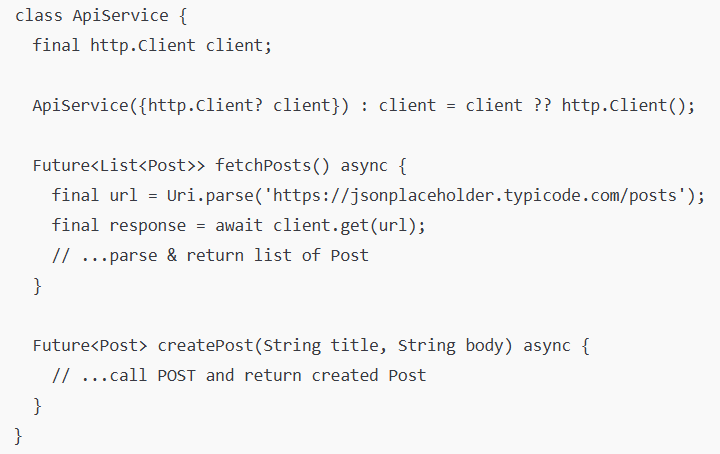 class ApiService {
  final http.Client client;

  ApiService({http.Client? client}) : client = client ?? http.Client();

  Future<List<Post>> fetchPosts() async {
    final url = Uri.parse('https://jsonplaceholder.typicode.com/posts');
    final response = await client.get(url);
    // ...parse & return list of Post
  }

  Future<Post> createPost(String title, String body) async {
    // ...call POST and return created Post
  }
}